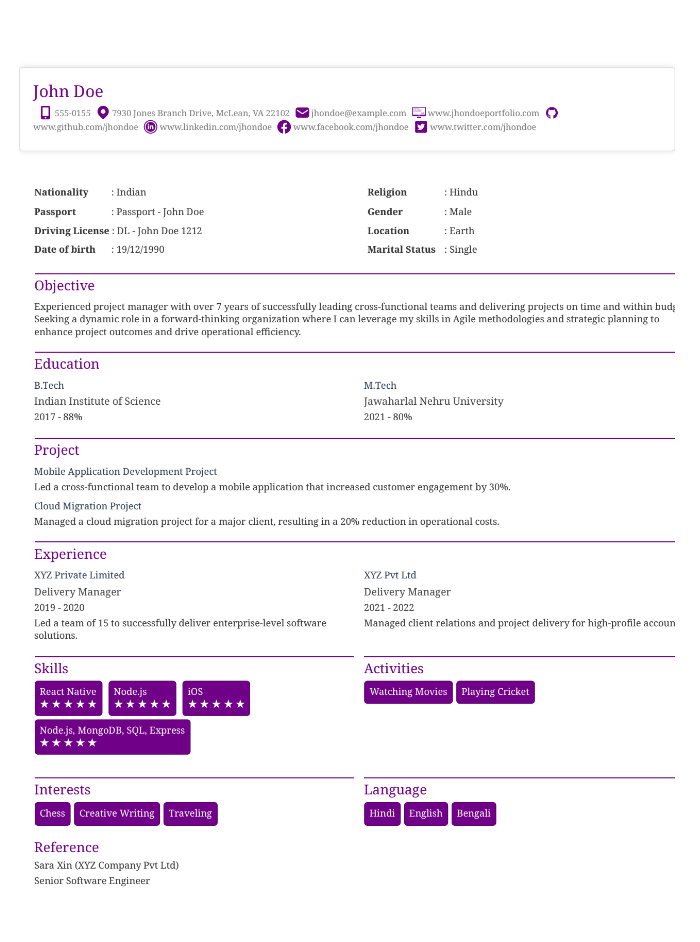 John Doe
555-0155 7930 Jones Branch Drive, McLean, VA 22102 jhondoe@example.com www.jhondoeportfolio.com
www.github.com/jhondoe www.linkedin.com/jhondoe www.facebook.com/jhondoe www.twitter.com/jhondoe
Nationality : Indian
Religion : Hindu
Passport : Passport - John Doe
Gender : Male
Driving License : DL - John Doe 1212
Location : Earth
Date of birth : 19/12/1990
Marital Status : Single
Objective
Experienced project manager with over 7 years of successfully leading cross-functional teams and delivering projects on time and within
Seeking a dynamic role in a forward-thinking organization where I can leverage my skills in Agile methodologies and strategic planning to
enhance project outcomes and drive operational efficiency.
Education
B.Tech
Indian Institute of Science
2017 - 88%
M.Tech
Jawaharlal Nehru University
2021 - 80%
Project
Mobile Application Development Project
Led a cross-functional team to develop a mobile application that increased customer engagement by 30%.
Cloud Migration Project
Managed a cloud migration project for a major client, resulting in a 20% reduction in operational costs.
Experience
XYZ Private Limited
Delivery Manager
2019 - 2020
Led a team of 15 to successfully deliver enterprise-level software
solutions.
XYZ Pvt Ltd
Delivery Manager
2021 - 2022
Managed client relations and project delivery for high-profile
Skills
React Native
★ ★ ★ ★ ★
Node.js
★ ★ ★ ★ ★
iOS
★ ★ ★ ★ ★
Node.js, MongoDB, SQL, Express
★ ★ ★ ★ ★
Activities
Watching Movies
Playing Cricket
Interests
Chess
Creative Writing
Traveling
Language
Hindi
English
Bengali
Reference
Sara Xin (XYZ Company Pvt Ltd)
Senior Software Engineer